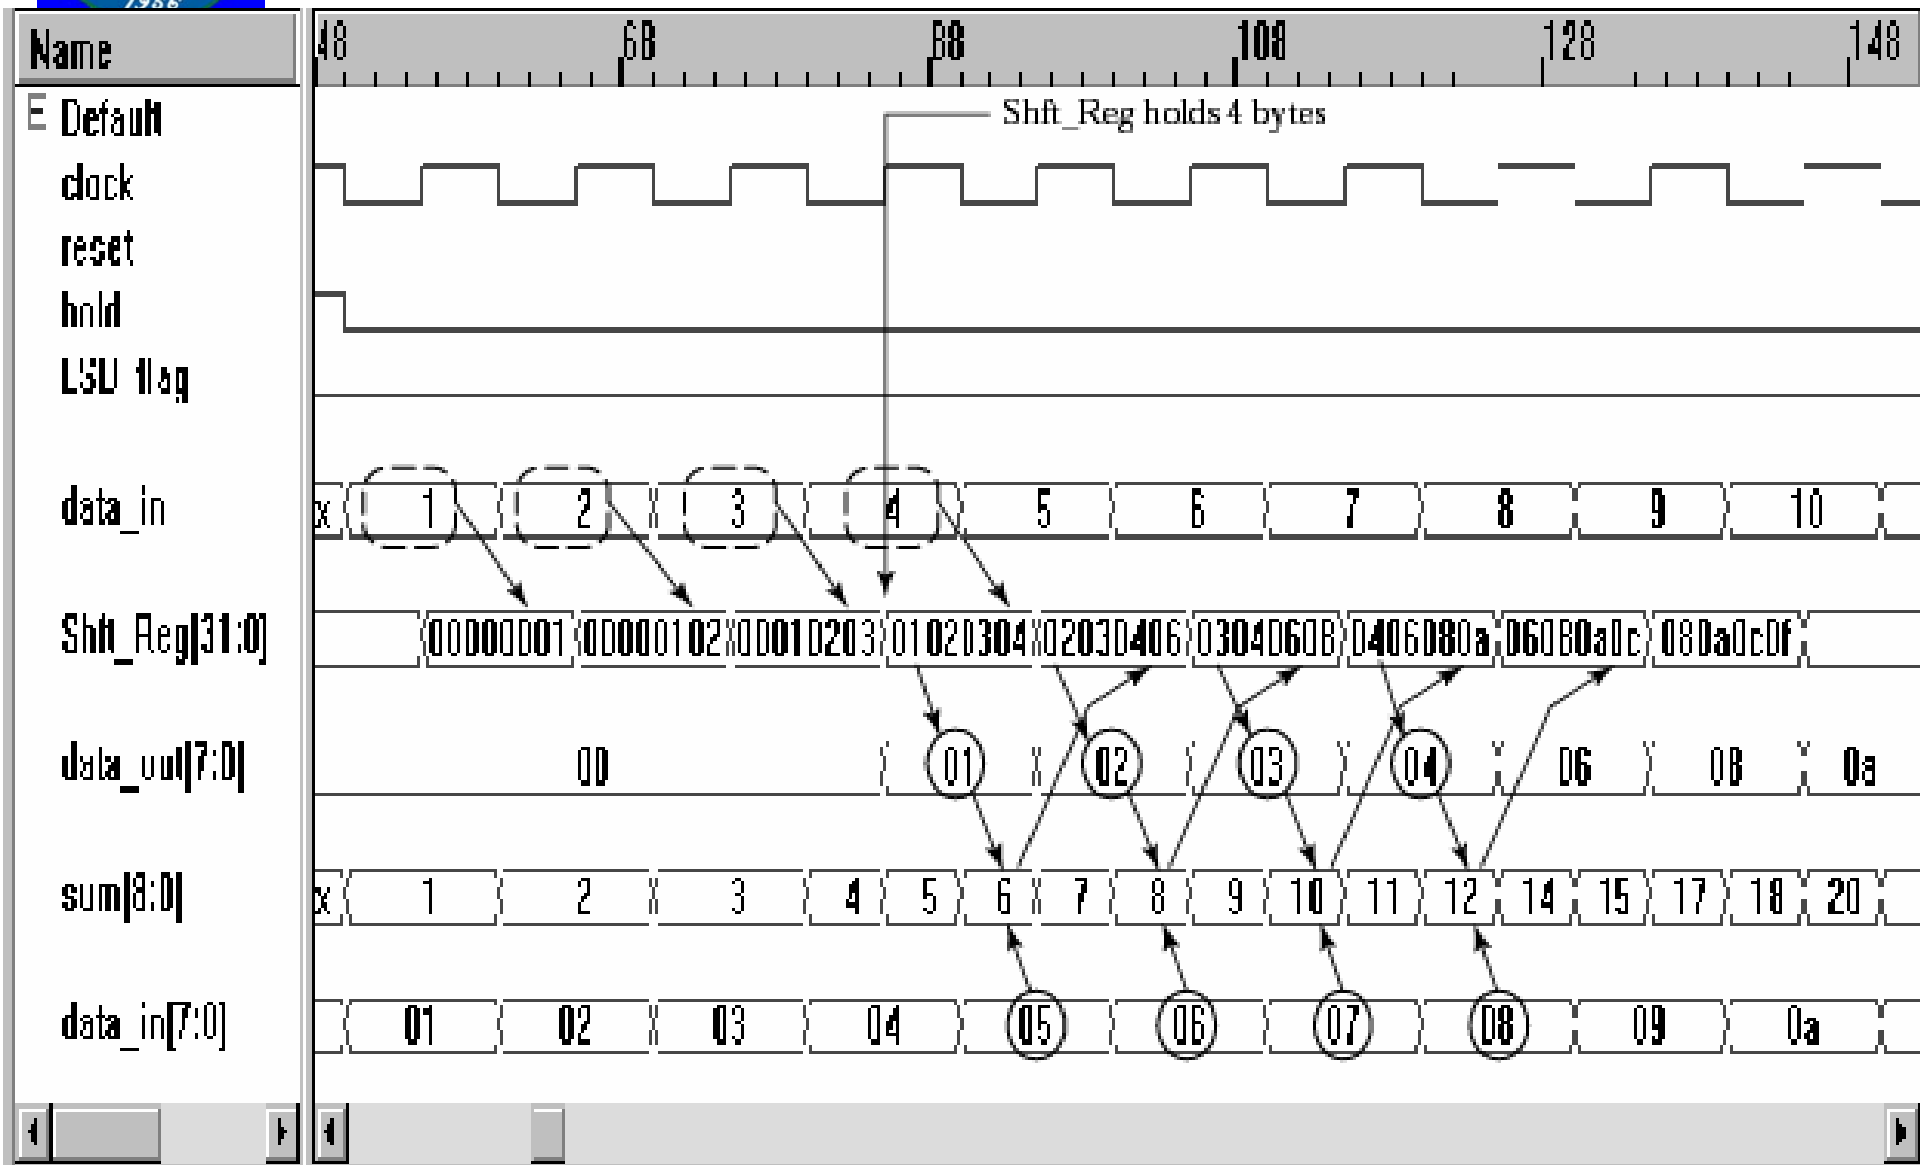 1956
Name 48 68 88 108 128 148
E Default
Shft_Reg holds 4 bytes
clock
reset
hold
LSB flag
data_in x 1 2 3 4 5 6 7 8 9 10
Shft_Reg[31:0] 00000001 00000102 00010203 01020304 02030406 03040608 0406080a 06080a0c 080a0c0f
data_out[7:0] 00 01 02 03 04 06 08 0a
sum[8:0] x 1 2 3 4 5 6 7 8 9 10 11 12 14 15 17 18 20
data_in[7:0] 01 02 03 04 05 06 07 08 09 0a